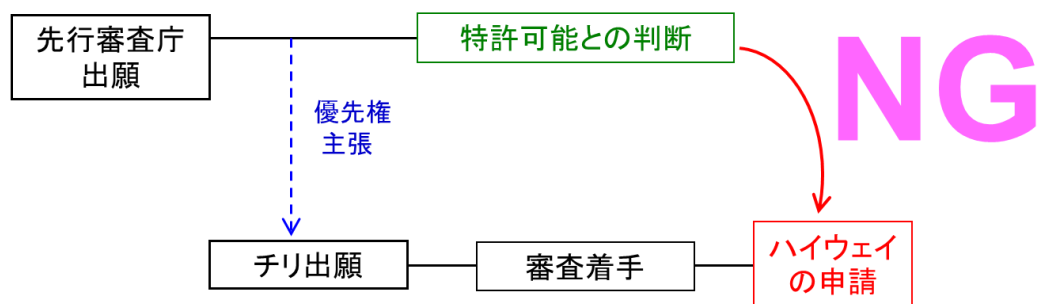 先行審査庁
出願
特許可能との判断
NG
優先権
主張
チリ出願
審査着手
ハイウェイ
の申請